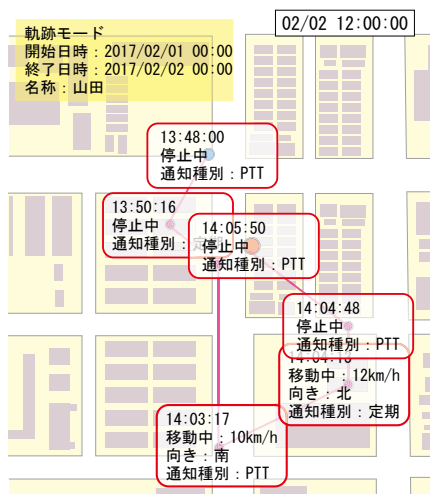 軌跡モード
開始日時：2017/02/01 00:00
終了日時：2017/02/02 00:00
名称：山田
02/02 12:00:00
13:48:00
停止中
通知種別：PTT
13:50:16
停止中
通知種別：定期
14:05:50
停止中
通知種別：PTT
14:04:48
停止中
通知種別：PTT
14:04:13
移動中：12km/h
向き：北
通知種別：定期
14:03:17
移動中：10km/h
向き：南
通知種別：PTT